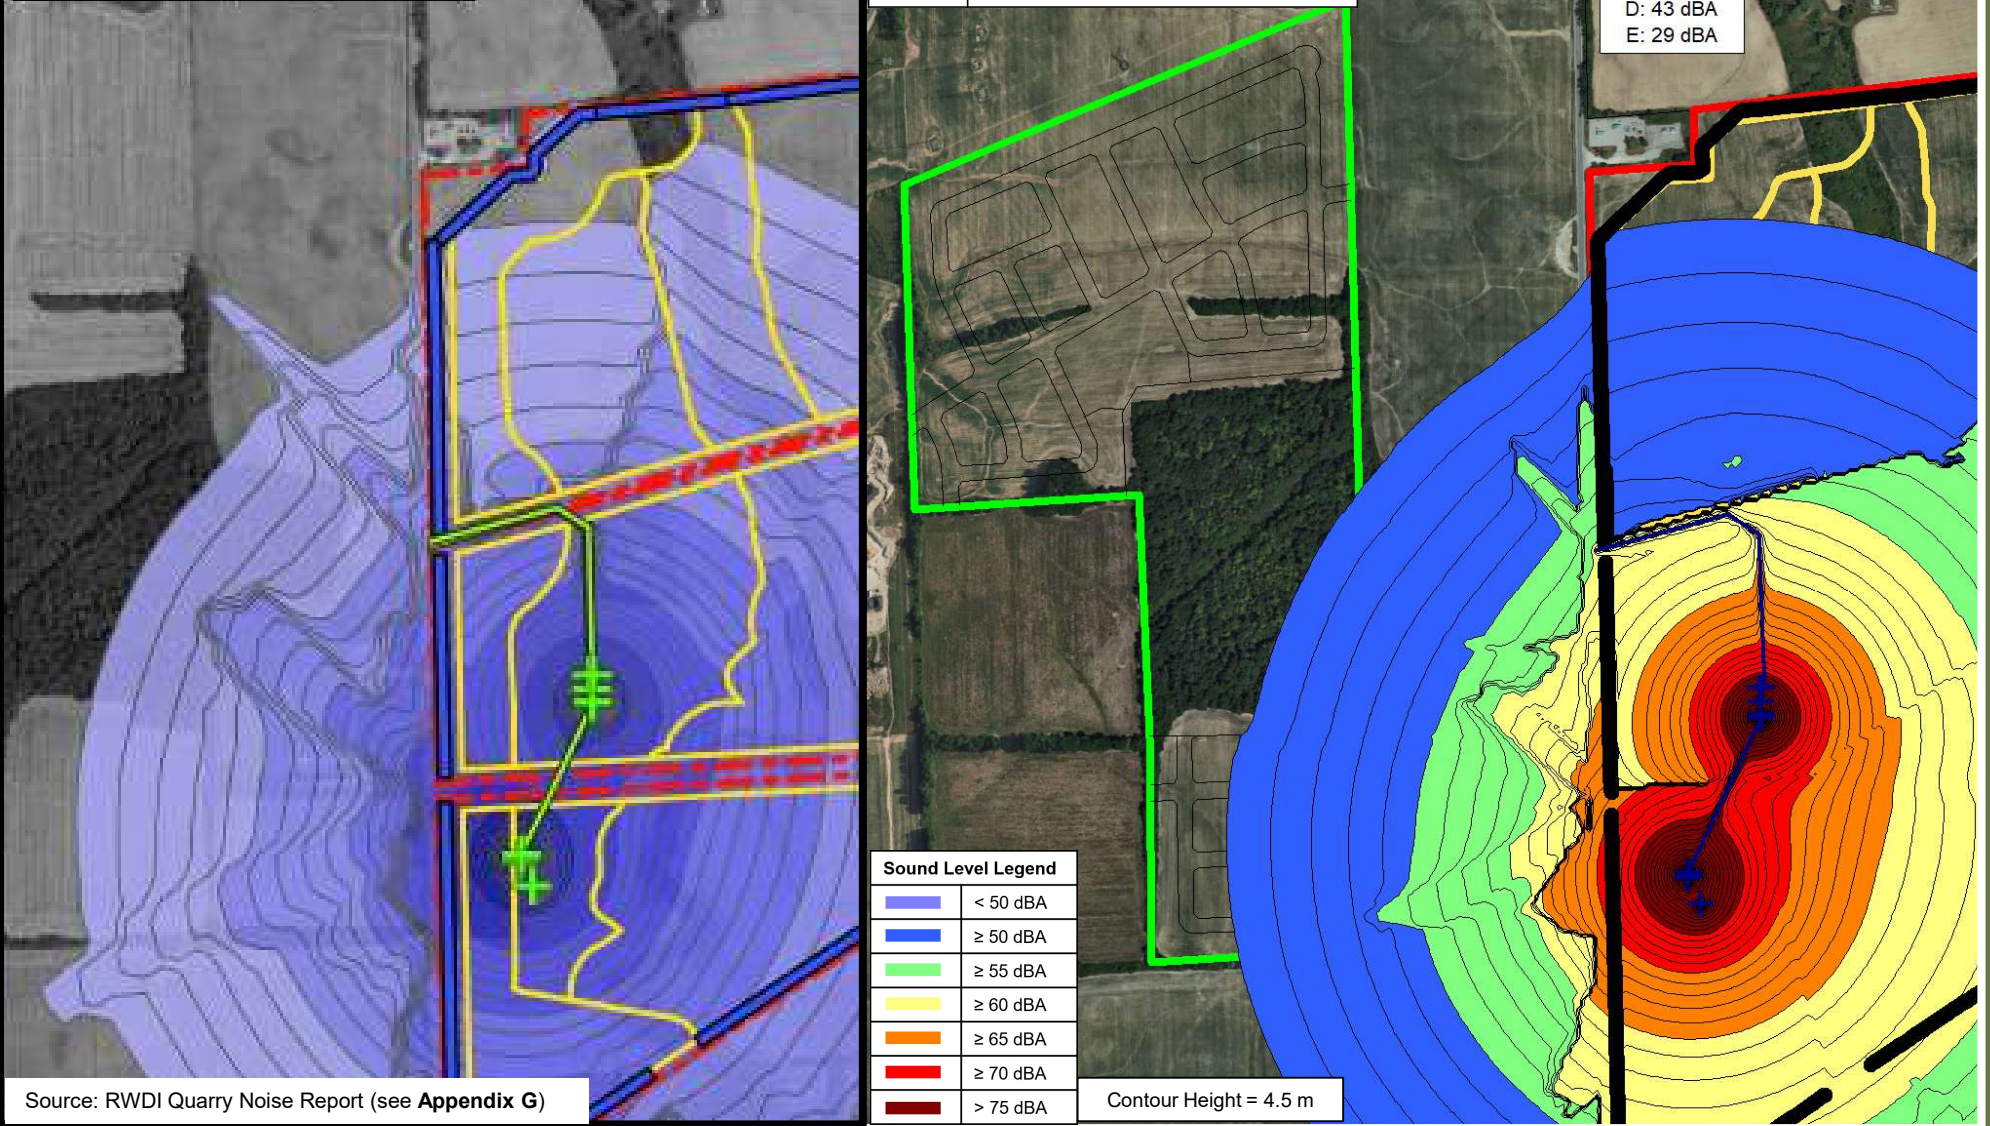 D: 43 dBA
E: 29 dBA
Sound Level Legend
< 50 dBA
≥ 50 dBA
≥ 55 dBA
≥ 60 dBA
≥ 65 dBA
≥ 70 dBA
> 75 dBA
Source: RWDI Quarry Noise Report (see Appendix G)
Contour Height = 4.5 m